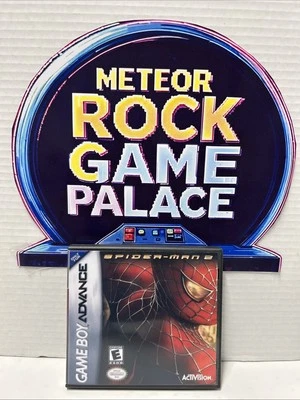 METEOR
ROCK
GAME
PALACE
SPIDER-MAN 2
GAME BOY ADVANCE
E
ACTIVISION